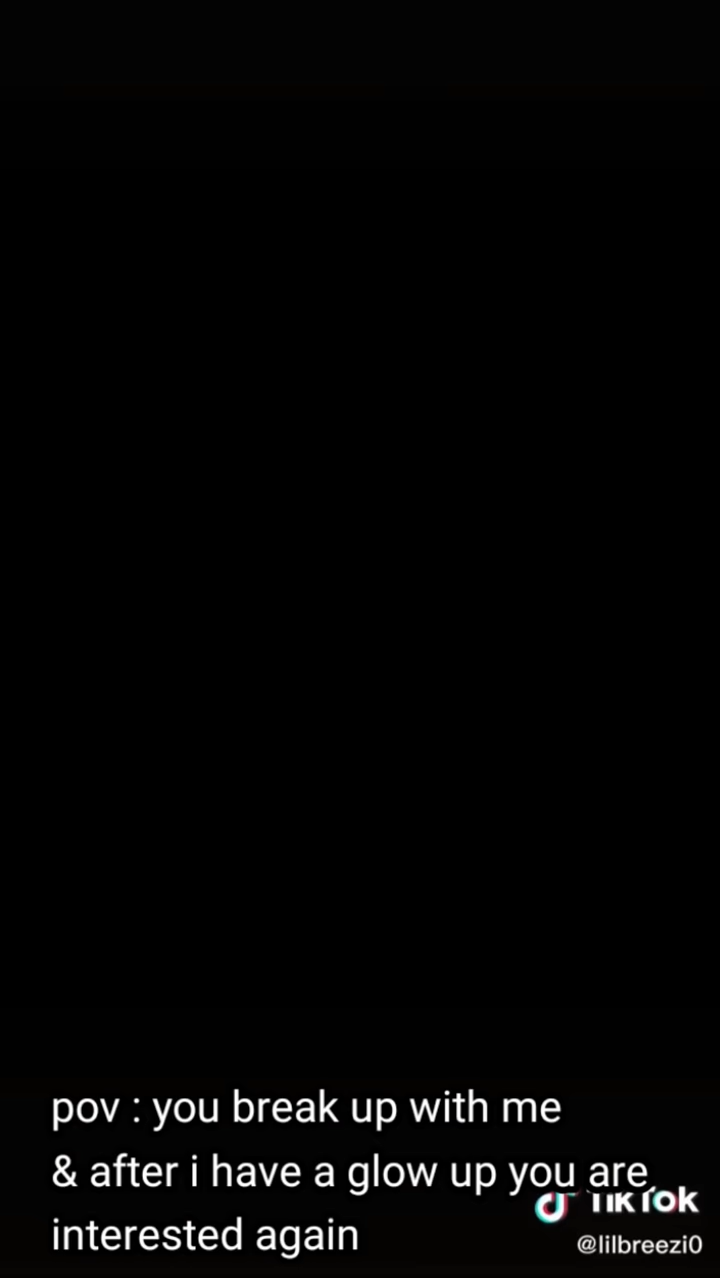 pov : you break up with me
& after i have a glow up you are
interested again
TikTok
@lilbreezi0